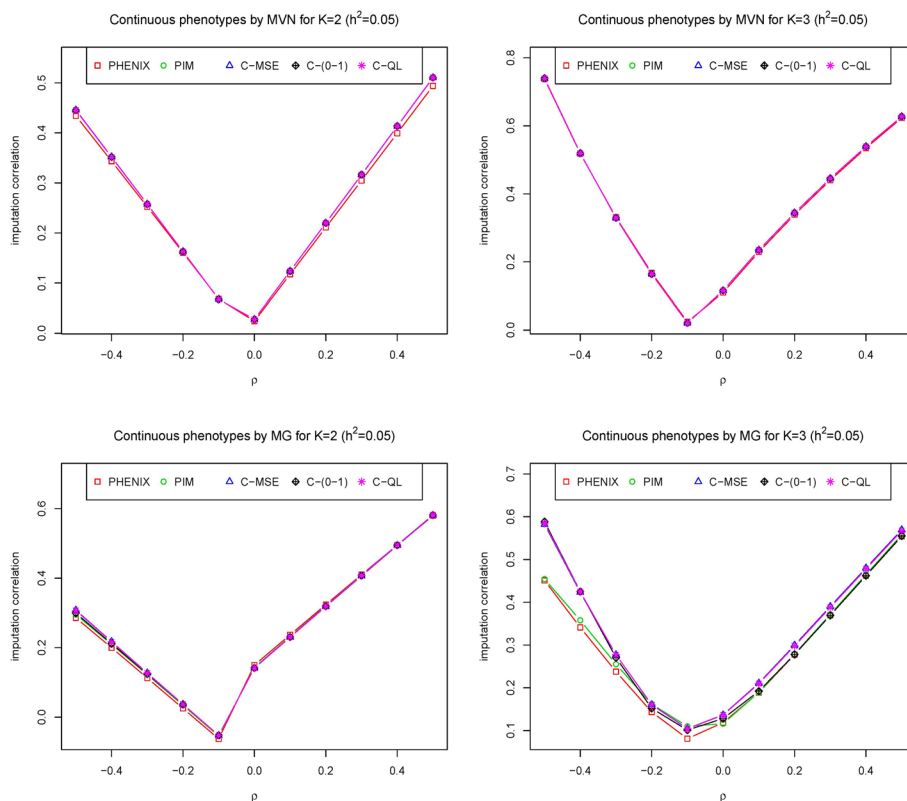 Continuous phenotypes by MVN for K=2 (h²=0.05)
PHENIX PIM C−MSE C−(0−1) C−QL
imputation correlation
0.5
0.4
0.3
0.2
0.1
0.0
−0.4 −0.2 0.0 0.2 0.4
ρ
Continuous phenotypes by MVN for K=3 (h²=0.05)
PHENIX PIM C−MSE C−(0−1) C−QL
imputation correlation
0.8
0.6
0.4
0.2
0.0
−0.4 −0.2 0.0 0.2 0.4
ρ
Continuous phenotypes by MG for K=2 (h²=0.05)
PHENIX PIM C−MSE C−(0−1) C−QL
imputation correlation
0.6
0.4
0.2
0.0
−0.4 −0.2 0.0 0.2 0.4
ρ
Continuous phenotypes by MG for K=3 (h²=0.05)
PHENIX PIM C−MSE C−(0−1) C−QL
imputation correlation
0.7
0.6
0.5
0.4
0.3
0.2
0.1
−0.4 −0.2 0.0 0.2 0.4
ρ